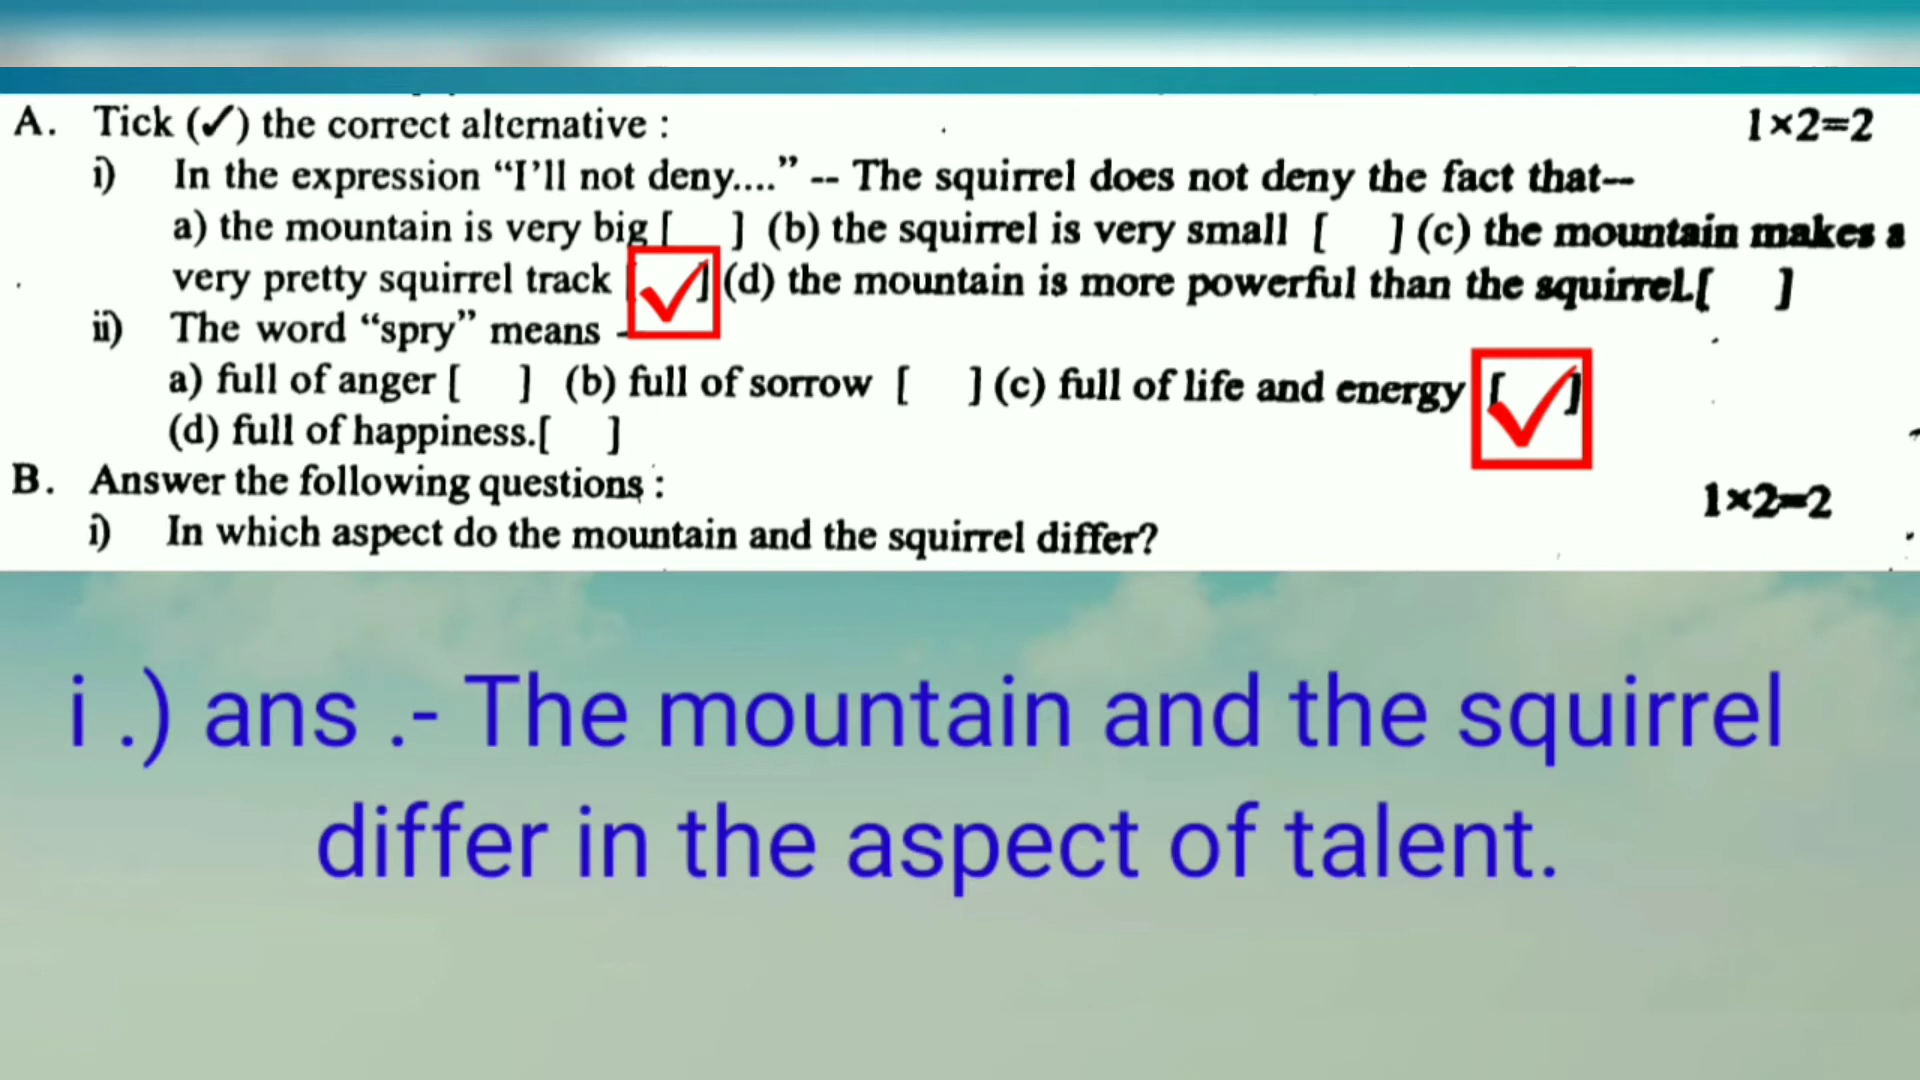 A. Tick (✓) the correct alternative : 1×2=2
i) In the expression “I’ll not deny....” -- The squirrel does not deny the fact that--
a) the mountain is very big [ ] (b) the squirrel is very small [ ] (c) the mountain makes a
very pretty squirrel track [✓] (d) the mountain is more powerful than the squirrel.[ ]
ii) The word “spry” means -
a) full of anger [ ] (b) full of sorrow [ ] (c) full of life and energy [✓]
(d) full of happiness.[ ]
B. Answer the following questions : 1×2=2
i) In which aspect do the mountain and the squirrel differ?
i .) ans .- The mountain and the squirrel
differ in the aspect of talent.